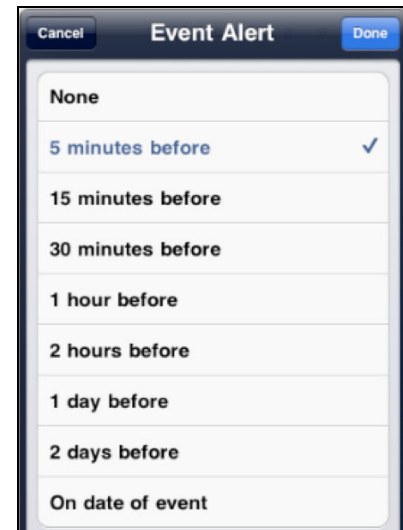 Cancel Event Alert Done
None
5 minutes before
15 minutes before
30 minutes before
1 hour before
2 hours before
1 day before
2 days before
On date of event